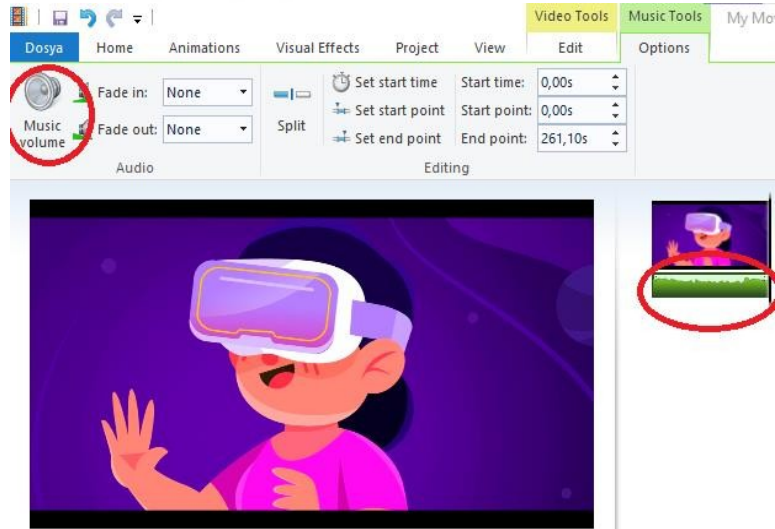 Video Tools Music Tools My Mo
Dosya Home Animations Visual Effects Project View Edit Options
Music volume
Fade in: None
Fade out: None
Audio
Split
Set start time Start time: 0,00s
Set start point Start point: 0,00s
Set end point End point: 261,10s
Editing